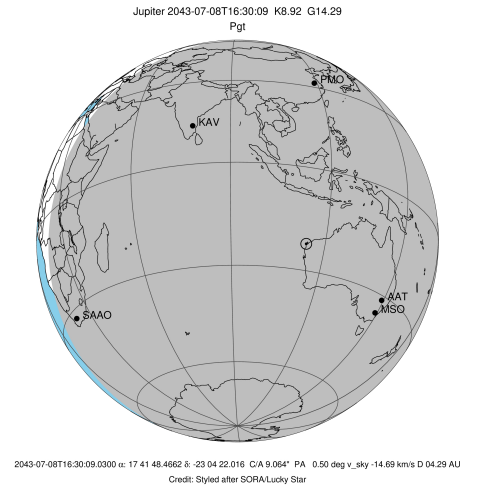 Jupiter 2043-07-08T16:30:09 K8.92 G14.29
Pgt
PMO
KAV
AAT
MSO
SAAO
2043-07-08T16:30:09.0300 α: 17 41 48.4662 δ: -23 04 22.016 C/A 9.064" PA 0.50 deg v_sky -14.69 km/s D 04.29 AU
Credit: Styled after SORA/Lucky Star